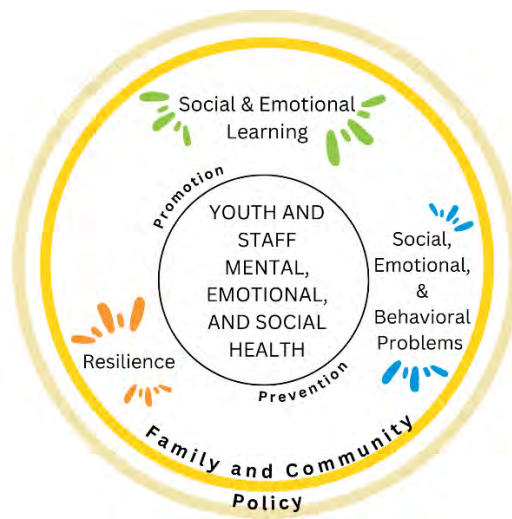 Social & Emotional
Learning
Promotion
YOUTH AND
STAFF
MENTAL,
EMOTIONAL,
AND SOCIAL
HEALTH
Social,
Emotional,
&
Behavioral
Problems
Resilience
Prevention
Family and Community
Policy